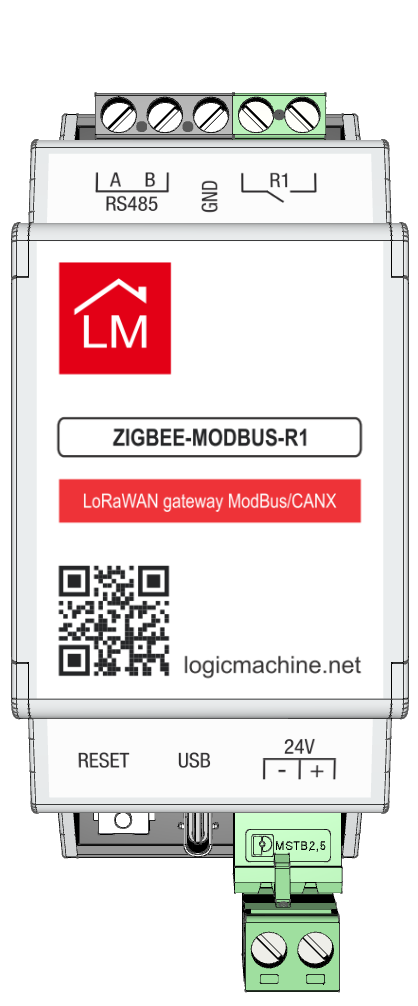 A B
RS485
GND
R1
LM
ZIGBEE-MODBUS-R1
LoRaWAN gateway ModBus/CANX
logicmachine.net
RESET
USB
24V
- +
MSTB2,5